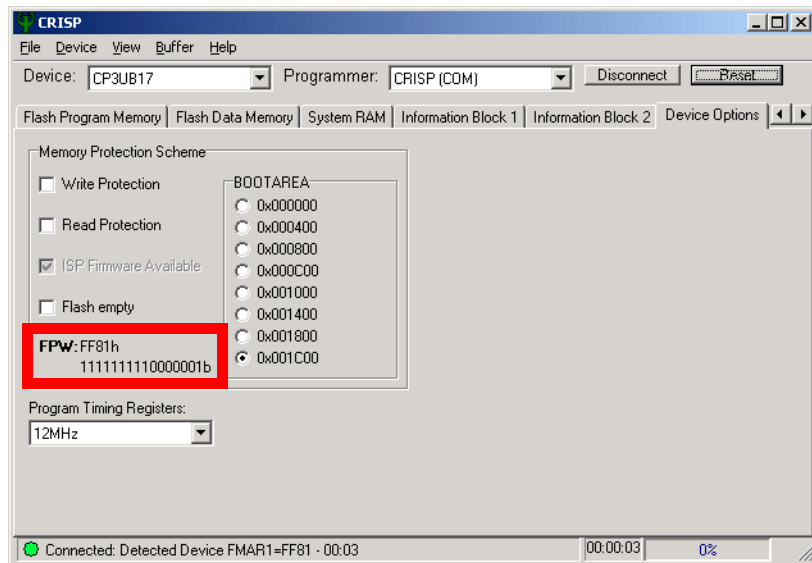 CRISP
File Device View Buffer Help
Device: CP3UB17 Programmer: CRISP (COM) Disconnect Reset
Flash Program Memory Flash Data Memory System RAM Information Block 1 Information Block 2 Device Options
Memory Protection Scheme
Write Protection
Read Protection
ISP Firmware Available
Flash empty
FPW: FF81h
1111111110000001b
BOOTAREA
0x000000
0x000400
0x000800
0x000C00
0x001000
0x001400
0x001800
0x001C00
Program Timing Registers:
12MHz
Connected: Detected Device FMAR1=FF81 - 00:03 00:00:03 0%